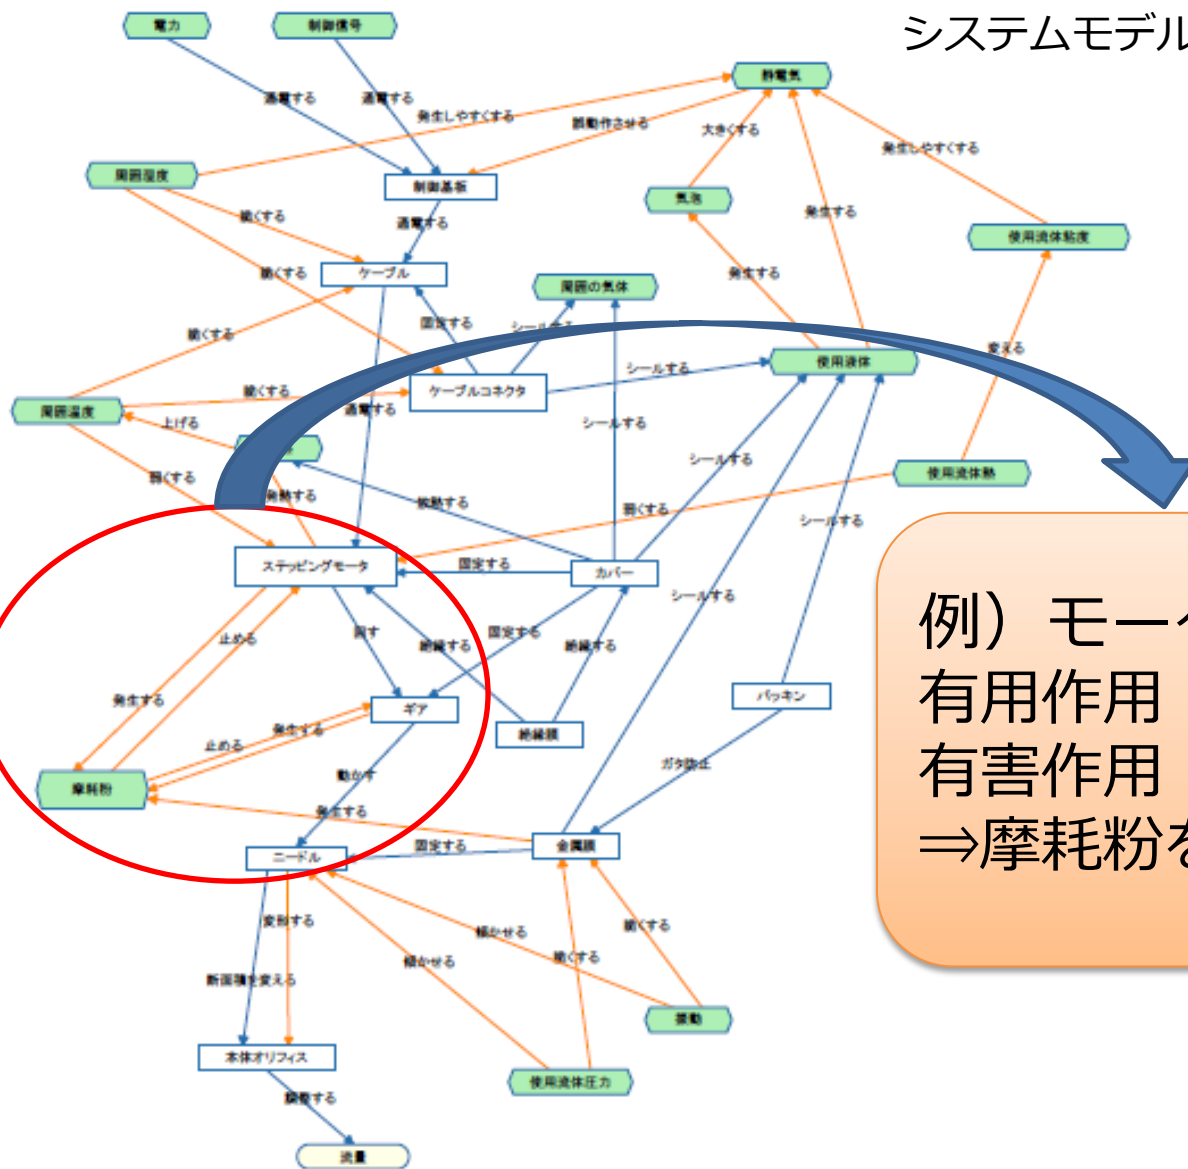 システムモデル
電力
制御信号
静電気
通電する
通電する
発生しやすくする
誤動作させる
大きくする
発生しやすくする
周囲湿度
制御基板
気泡
発生する
使用流体粘度
脆くする
通電する
脆くする
ケーブル
発生する
周囲の気体
脆くする
固定する
シールする
変える
使用液体
脆くする
ケーブルコネクタ
シールする
周囲温度
上げる
通電する
シールする
シールする
使用流体熱
弱くする
発熱する
放熱する
弱くする
シールする
ステッピングモータ
固定する
カバー
シールする
止める
回す
絶縁する
固定する
絶縁する
発生する
パッキン
ギア
発生する
止める
絶縁膜
動かす
ガタ防止
摩耗粉
発生する
固定する
金属膜
ニードル
変形する
傾かせる
脆くする
傾かせる
脆くする
断面積を変える
振動
本体オリフィス
使用流体圧力
調整する
流量
例）モー
有用作用
有害作用
⇒摩耗粉を